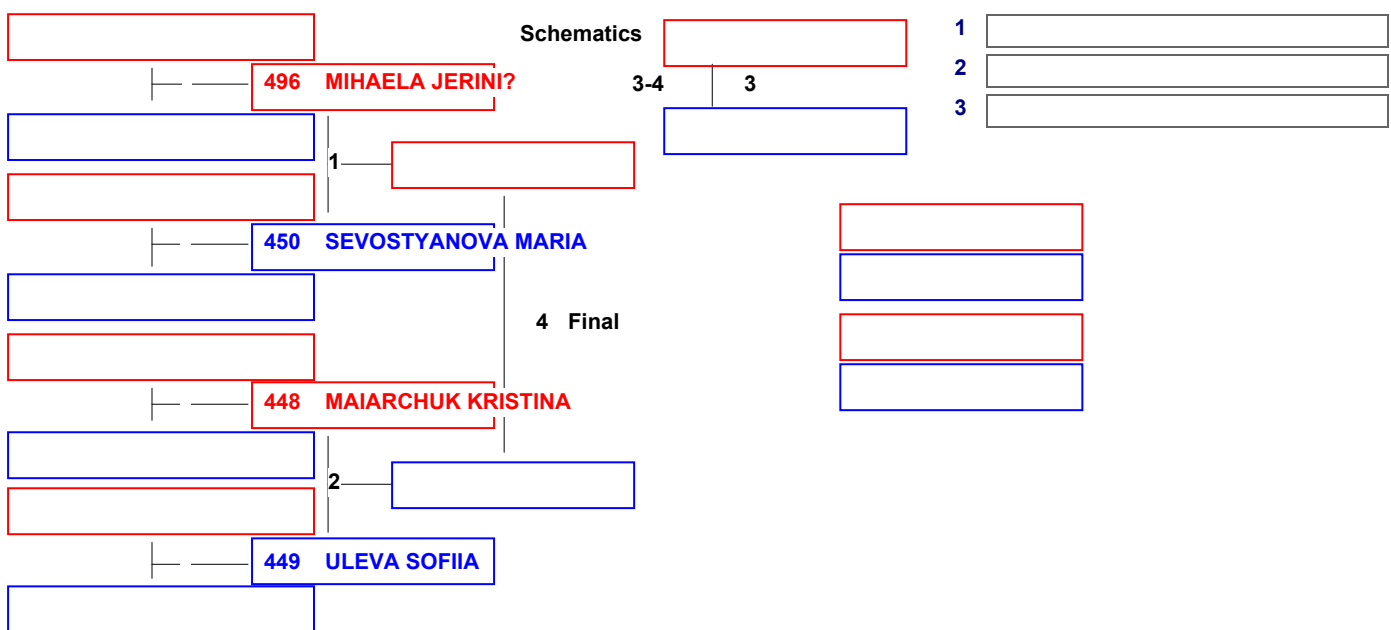 Schematics
1
496 MIHAELA JERINI?
3-4 3
2
3
1
450 SEVOSTYANOVA MARIA
4 Final
448 MAIARCHUK KRISTINA
2
449 ULEVA SOFIIA